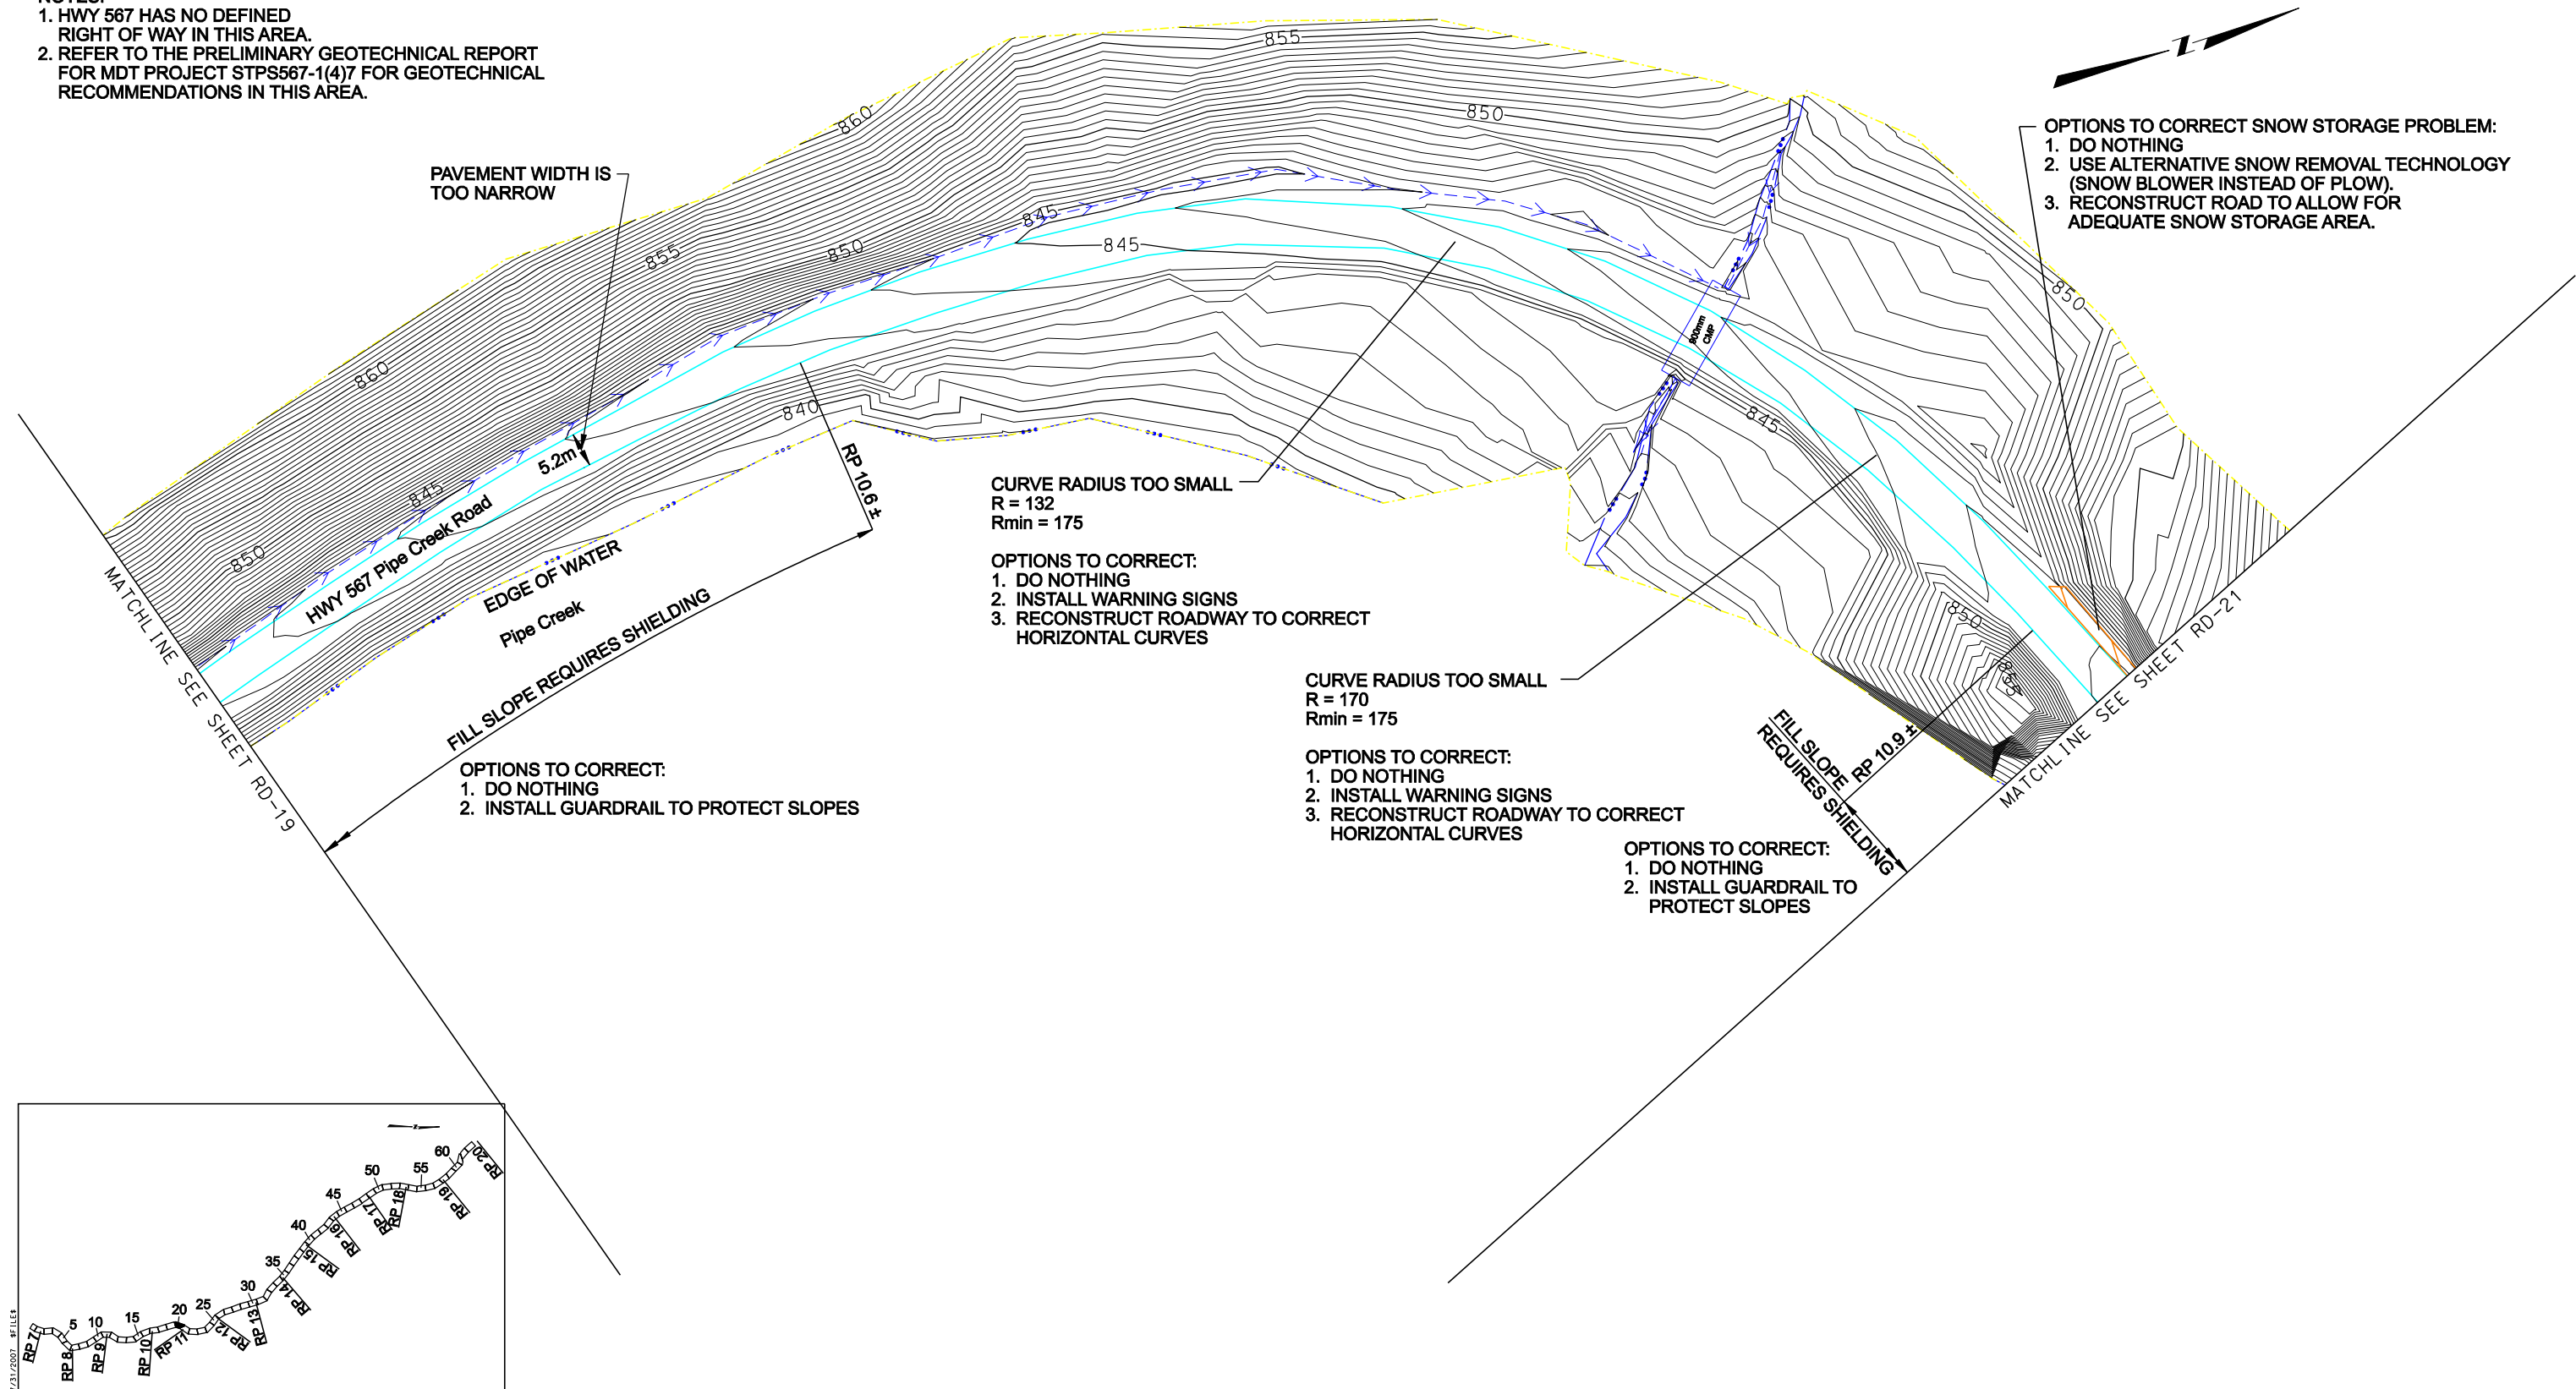 NOTES:
1. HWY 567 HAS NO DEFINED
RIGHT OF WAY IN THIS AREA.
2. REFER TO THE PRELIMINARY GEOTECHNICAL REPORT
FOR MDT PROJECT STPS567-1(4)7 FOR GEOTECHNICAL
RECOMMENDATIONS IN THIS AREA.
PAVEMENT WIDTH IS
TOO NARROW
Z
OPTIONS TO CORRECT SNOW STORAGE PROBLEM:
1. DO NOTHING
2. USE ALTERNATIVE SNOW REMOVAL TECHNOLOGY
(SNOW BLOWER INSTEAD OF PLOW).
3. RECONSTRUCT ROAD TO ALLOW FOR
ADEQUATE SNOW STORAGE AREA.
855
860
850
855
850
845
845
850
860
900mm
CMP
840
845
5.2m
845
850
HWY 567 Pipe Creek Road
RP 10.6 ±
EDGE OF WATER
Pipe Creek
FILL SLOPE REQUIRES SHIELDING
MATCHLINE SEE SHEET RD-19
OPTIONS TO CORRECT:
1. DO NOTHING
2. INSTALL GUARDRAIL TO PROTECT SLOPES
CURVE RADIUS TOO SMALL
R = 132
Rmin = 175
OPTIONS TO CORRECT:
1. DO NOTHING
2. INSTALL WARNING SIGNS
3. RECONSTRUCT ROADWAY TO CORRECT
HORIZONTAL CURVES
CURVE RADIUS TOO SMALL
R = 170
Rmin = 175
OPTIONS TO CORRECT:
1. DO NOTHING
2. INSTALL WARNING SIGNS
3. RECONSTRUCT ROADWAY TO CORRECT
HORIZONTAL CURVES
850
855
RP 10.9 ±
FILL SLOPE
REQUIRES SHIELDING
MATCHLINE SEE SHEET RD-21
OPTIONS TO CORRECT:
1. DO NOTHING
2. INSTALL GUARDRAIL TO
PROTECT SLOPES
z
5
10
15
20
25
30
35
40
45
50
55
60
RP 7
RP 8
RP 9
RP 10
RP 11
RP 12
RP 13
RP 14
RP 15
RP 16
RP 17
RP 18
RP 19
RP 20
/31/2007 $FILE$